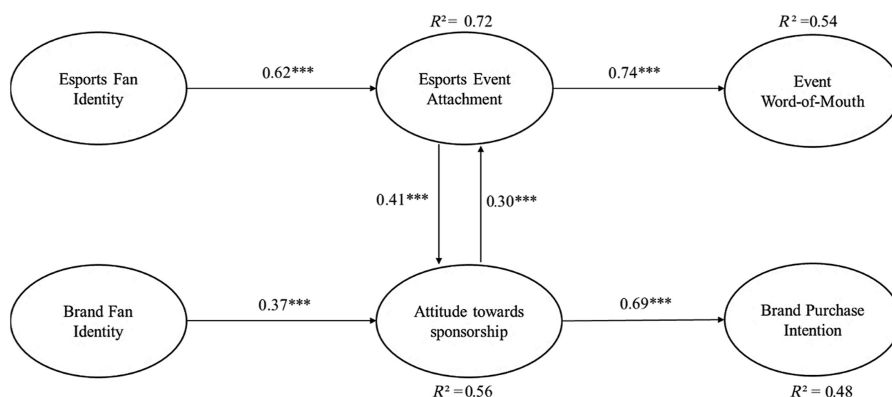 R² = 0.72
R² =0.54
Esports Fan
Identity
0.62***
Esports Event
Attachment
0.74***
Event
Word-of-Mouth
0.41***
0.30***
Brand Fan
Identity
0.37***
Attitude towards
sponsorship
0.69***
Brand Purchase
Intention
R² =0.56
R² = 0.48